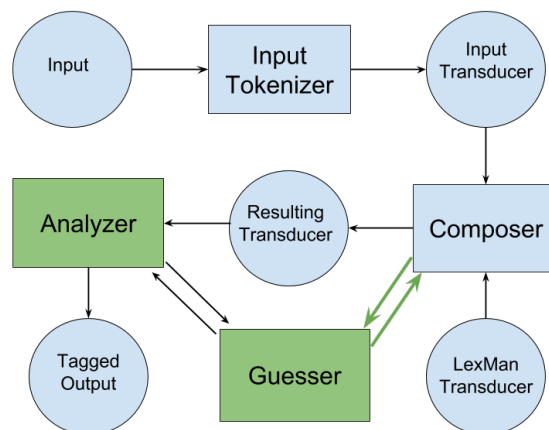 Input
Input
Tokenizer
Input
Transducer
Analyzer
Resulting
Transducer
Composer
Tagged
Output
Guesser
LexMan
Transducer